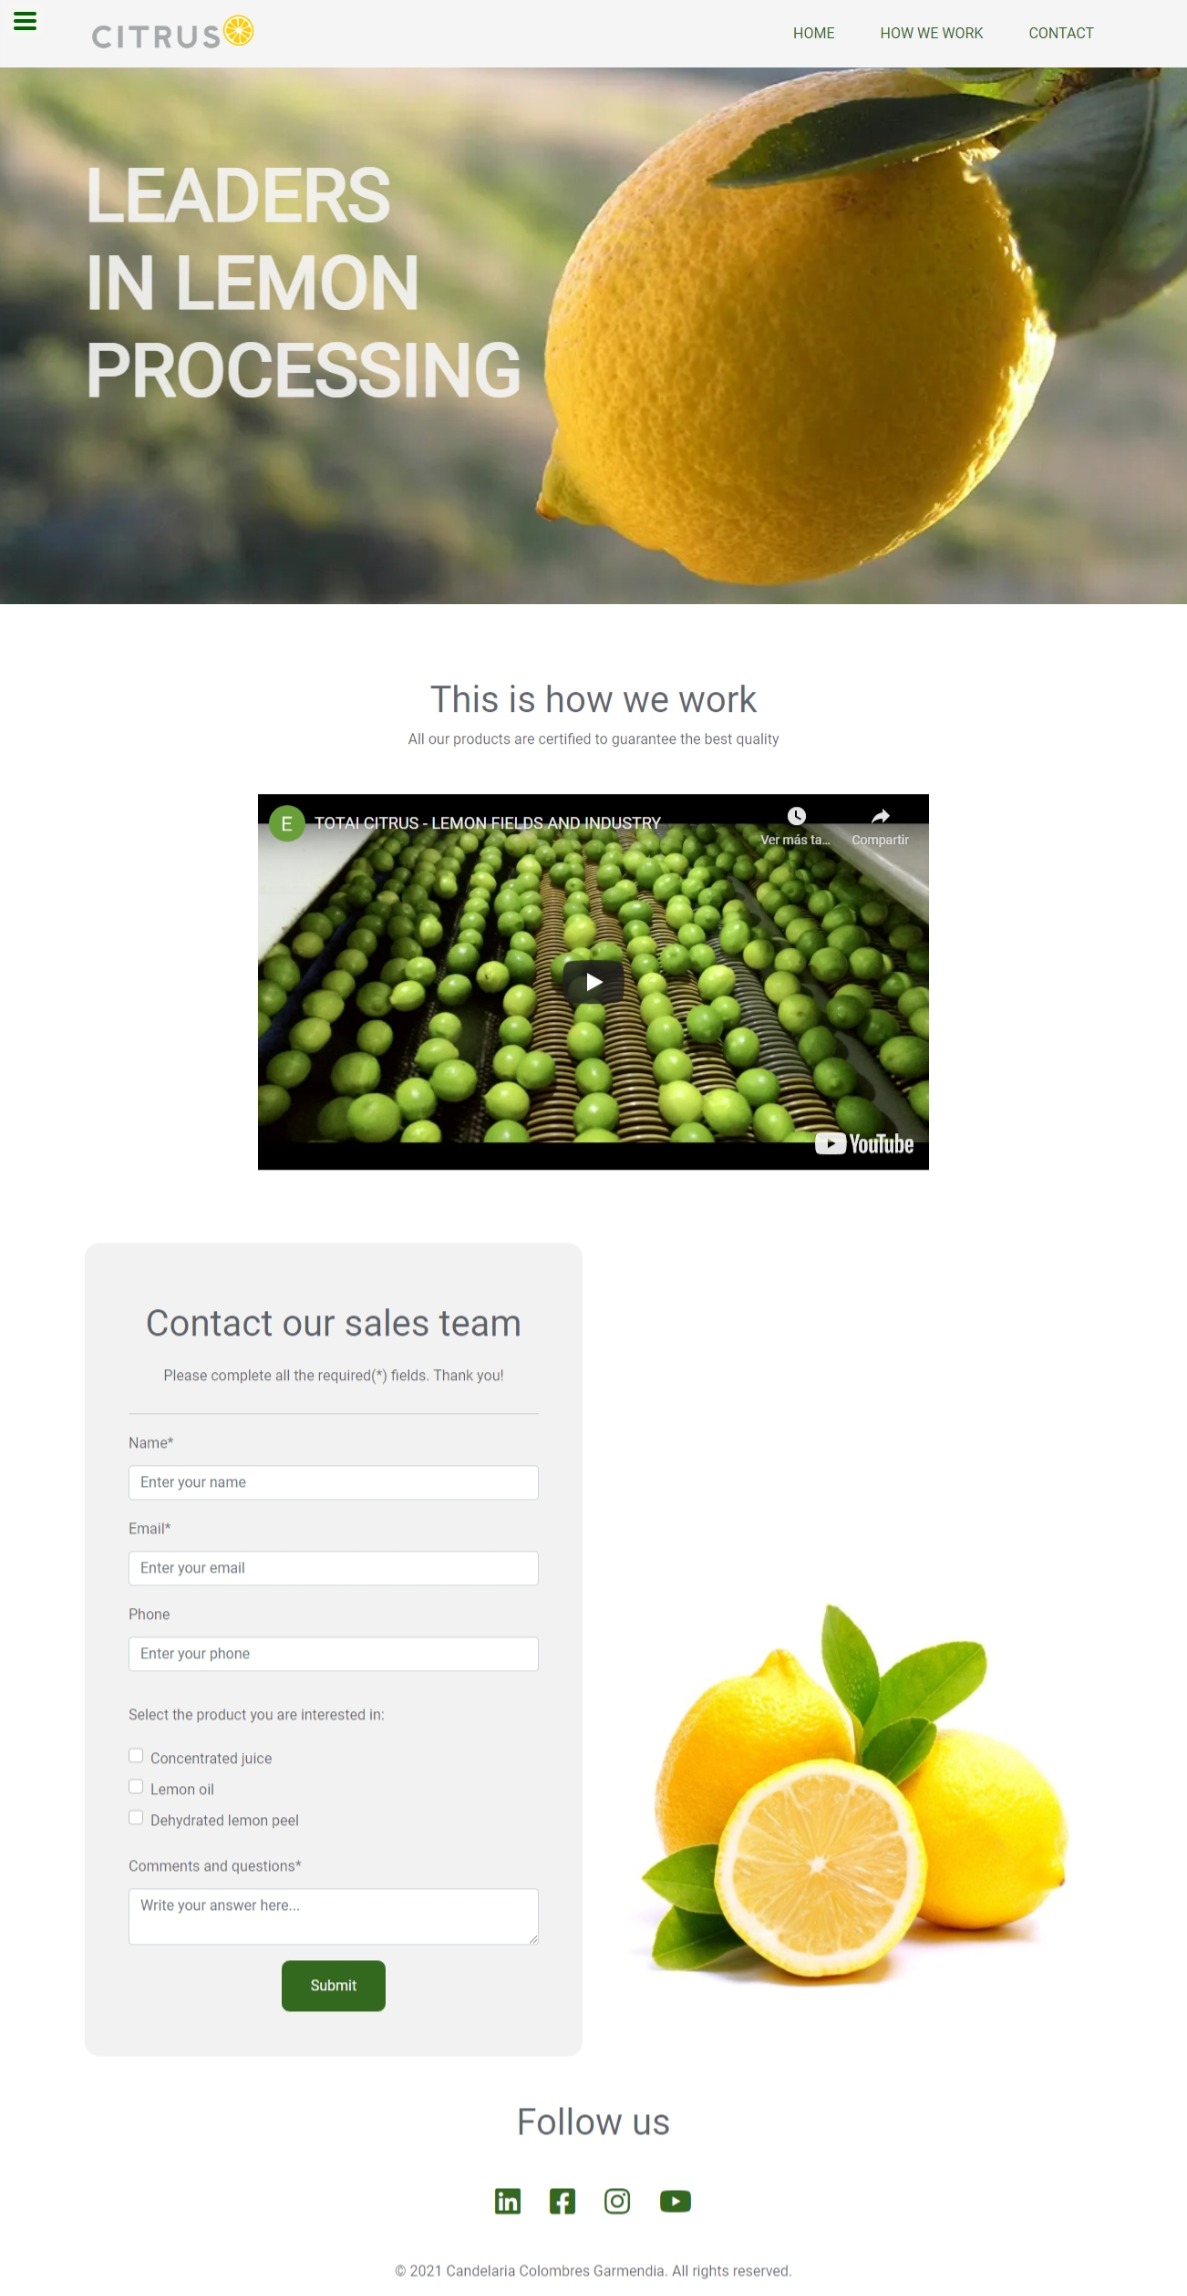 CITRUS
HOME HOW WE WORK CONTACT
LEADERS
IN LEMON
PROCESSING
This is how we work
All our products are certified to guarantee the best quality
E TOTAI CITRUS - LEMON FIELDS AND INDUSTRY
Ver más ta... Compartir
YouTube
Contact our sales team
Please complete all the required(*) fields. Thank you!
Name*
Enter your name
Email*
Enter your email
Phone
Enter your phone
Select the product you are interested in:
Concentrated juice
Lemon oil
Dehydrated lemon peel
Comments and questions*
Write your answer here...
Submit
Follow us
© 2021 Candelaria Colombres Garmendia. All rights reserved.